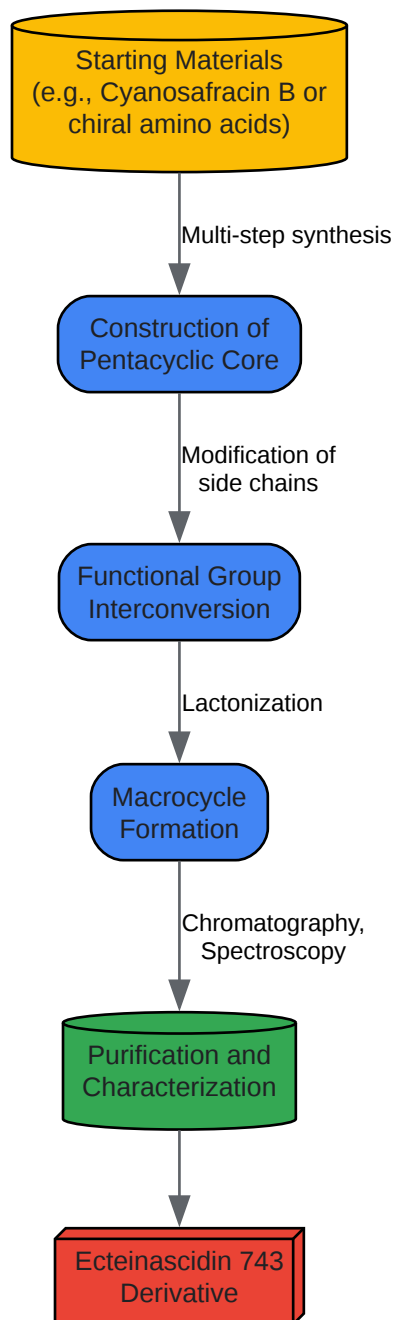 Starting Materials
(e.g., Cyanosafracin B or
chiral amino acids)
Multi-step synthesis
Construction of
Pentacyclic Core
Modification of
side chains
Functional Group
Interconversion
Lactonization
Macrocycle
Formation
Chromatography,
Spectroscopy
Purification and
Characterization
Ecteinascidin 743
Derivative